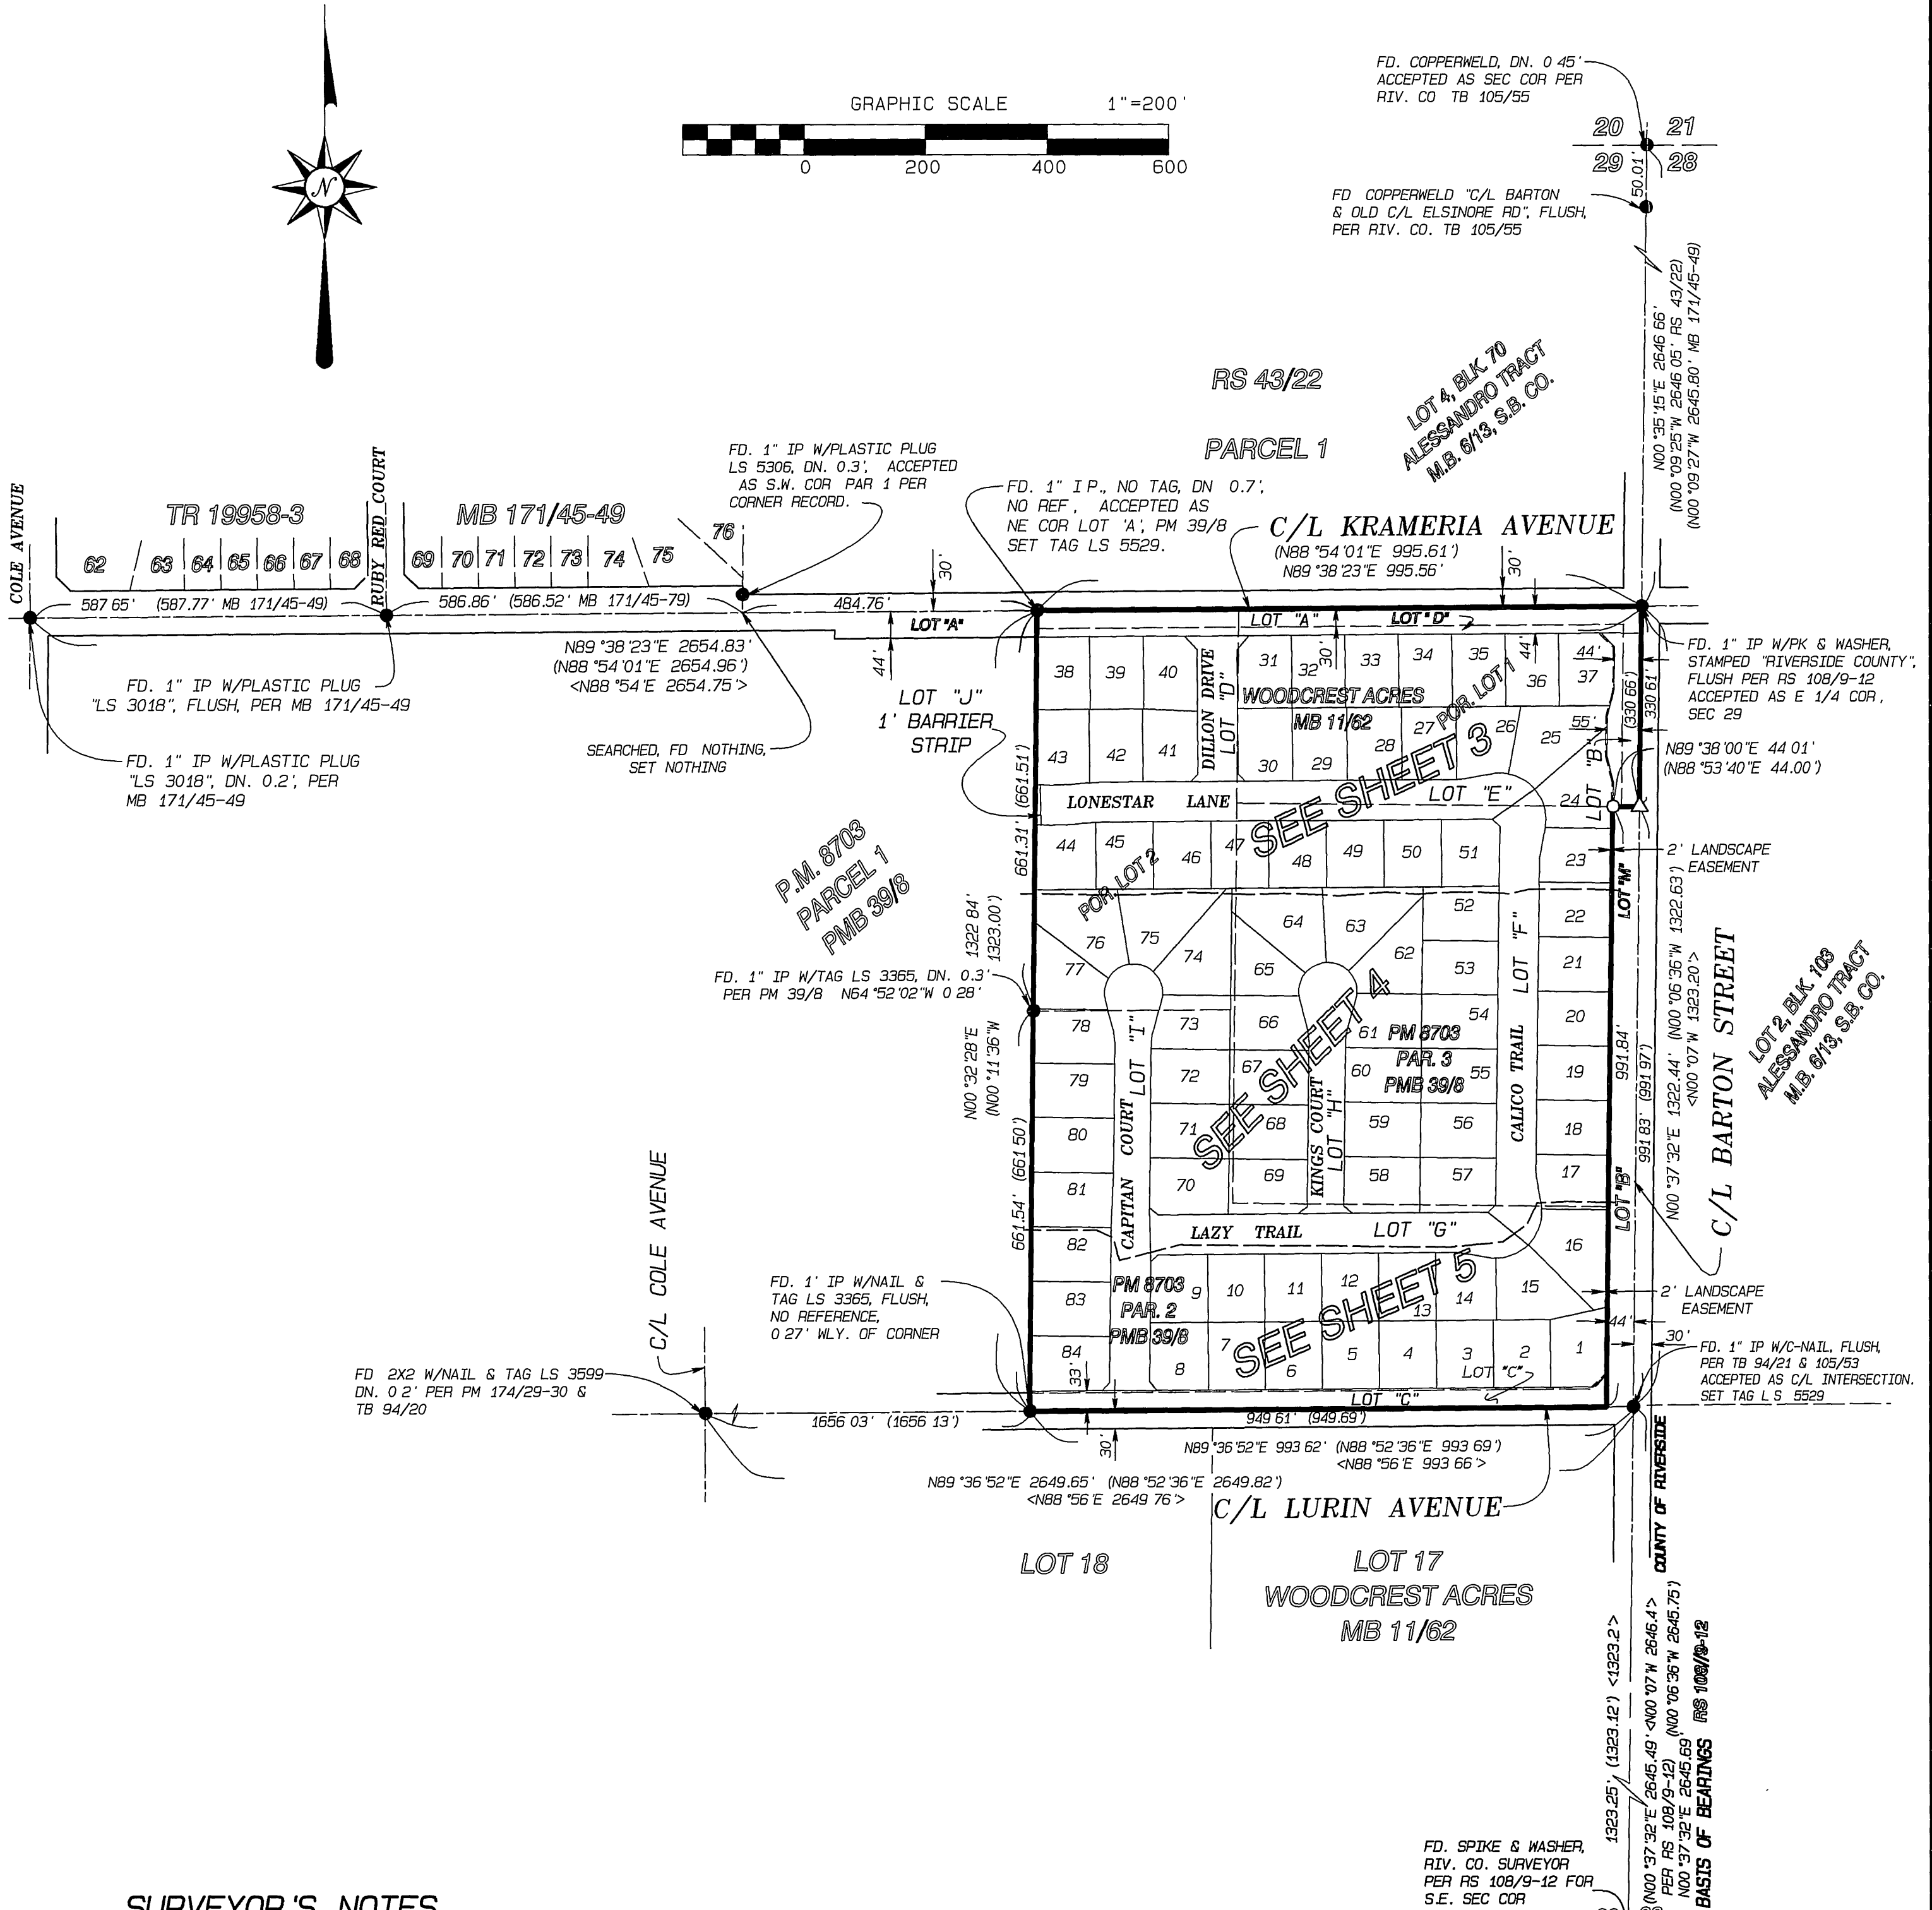 GRAPHIC SCALE 1"=200'
0 200 400 600
N
FD. COPPERWELD, DN. 0 45'
ACCEPTED AS SEC COR PER
RIV. CO TB 105/55
20 21
29 28
50.01'
FD COPPERWELD "C/L BARTON
& OLD C/L ELSINORE RD", FLUSH,
PER RIV. CO. TB 105/55
N00°35'15"E 2646 66'
(N00°09'25"W 2646 05' RS 43/22)
(N00°09'27"W 2645.80' MB 171/45-49)
RS 43/22
PARCEL 1
LOT 4, BLK. 70
ALESSANDRO TRACT
M.B. 6/13, S.B. CO.
COLE AVENUE
TR 19958-3
RUBY RED COURT
MB 171/45-49
62 63 64 65 66 67 68
69 70 71 72 73 74 75
76
FD. 1" IP W/PLASTIC PLUG
LS 5306, DN. 0.3', ACCEPTED
AS S.W. COR PAR 1 PER
CORNER RECORD.
FD. 1" I P., NO TAG, DN 0.7',
NO REF, ACCEPTED AS
NE COR LOT 'A', PM 39/8
SET TAG LS 5529.
C/L KRAMERIA AVENUE
(N88°54'01"E 995.61')
N89°38'23"E 995.56'
30'
30'
587 65' (587.77' MB 171/45-49)
586.86' (586.52' MB 171/45-79)
484.76'
LOT "A"
44'
N89°38'23"E 2654.83'
(N88°54'01"E 2654.96')
<N88°54'E 2654.75'>
FD. 1" IP W/PLASTIC PLUG
"LS 3018", FLUSH, PER MB 171/45-49
FD. 1" IP W/PLASTIC PLUG
"LS 3018", DN. 0.2', PER
MB 171/45-49
SEARCHED, FD NOTHING,
SET NOTHING
LOT "J"
1' BARRIER
STRIP
LOT "A" LOT "D"
30'
44'
44'
38 39 40
DILLON DRIVE
LOT "D"
31 32 33 34 35 36 37
WOODCREST ACRES
MB 11/62
POR. LOT 1
55'
(330 66')
330 61'
FD. 1" IP W/PK & WASHER,
STAMPED "RIVERSIDE COUNTY",
FLUSH PER RS 108/9-12
ACCEPTED AS E 1/4 COR,
SEC 29
N89°38'00"E 44 01'
(N88°53'40"E 44.00')
43 42 41
30 29 28 27 26 25
SEE SHEET 3
LONESTAR LANE
LOT "E"
24
LOT "B"
661.31' (661.51')
44 45 46 47 48 49 50 51
23
2' LANDSCAPE
EASEMENT
LOT "M"
P.M. 8703
PARCEL 1
PMB 39/8
POR. LOT 2
1322 84'
1323.00')
N00°32'28"E
(N00°11'36"W
76 75 74 77
64 63 62 65
52 53
22 21
LOT "F"
N00°37'32"E 1322.44' (N00°06'36"W 1322.63')
<N00°07'W 1323.20'>
C/L BARTON STREET
LOT 2, BLK. 103
ALESSANDRO TRACT
M.B. 6/13, S.B. CO.
FD. 1" IP W/TAG LS 3365, DN. 0.3'
PER PM 39/8 N64°52'02"W 0 28'
SEE SHEET 4
78 73 66 61 54 20
LOT "I"
PM 8703
PAR. 3
PMB 39/8
79 72 67 60 55 19
991.84'
991 83' (991 97')
CALICO TRAIL
KINGS COURT
LOT "H"
80 71 68 59 56 18
CAPITAN COURT
81 70 69 58 57 17
LOT "B"
661.54' (661 50')
82
LAZY TRAIL
LOT "G"
16
C/L COLE AVENUE
FD. 1' IP W/NAIL &
TAG LS 3365, FLUSH,
NO REFERENCE,
0 27' WLY. OF CORNER
83
PM 8703
PAR. 2
PMB 39/8
9 10 11 12 13 14 15
SEE SHEET 5
2' LANDSCAPE
EASEMENT
44'
30'
84 8 7 6 5 4 3 2 1
33'
LOT "C"
LOT "C"
FD. 1" IP W/C-NAIL, FLUSH,
PER TB 94/21 & 105/53
ACCEPTED AS C/L INTERSECTION.
SET TAG L S 5529
FD 2X2 W/NAIL & TAG LS 3599
DN. 0 2' PER PM 174/29-30 &
TB 94/20
1656 03' (1656 13')
949 61' (949.69')
30'
N89°36'52"E 993 62' (N88°52'36"E 993 69')
<N88°56'E 993 66'>
N89°36'52"E 2649.65' (N88°52'36"E 2649.82')
<N88°56'E 2649 76'>
C/L LURIN AVENUE
COUNTY OF RIVERSIDE
LOT 18
LOT 17
WOODCREST ACRES
MB 11/62
1323.25' (1323.12') <1323.2'>
(N00°37'32"E 2645.49' <N00°07'W 2646.4'>
PER RS 108/9-12) (N00°06'36"W 2645.75')
N00°37'32"E 2645.69'
BASIS OF BEARINGS RS 108/9-12
FD. SPIKE & WASHER,
RIV. CO. SURVEYOR
PER RS 108/9-12 FOR
S.E. SEC COR
SURVEYOR'S NOTES